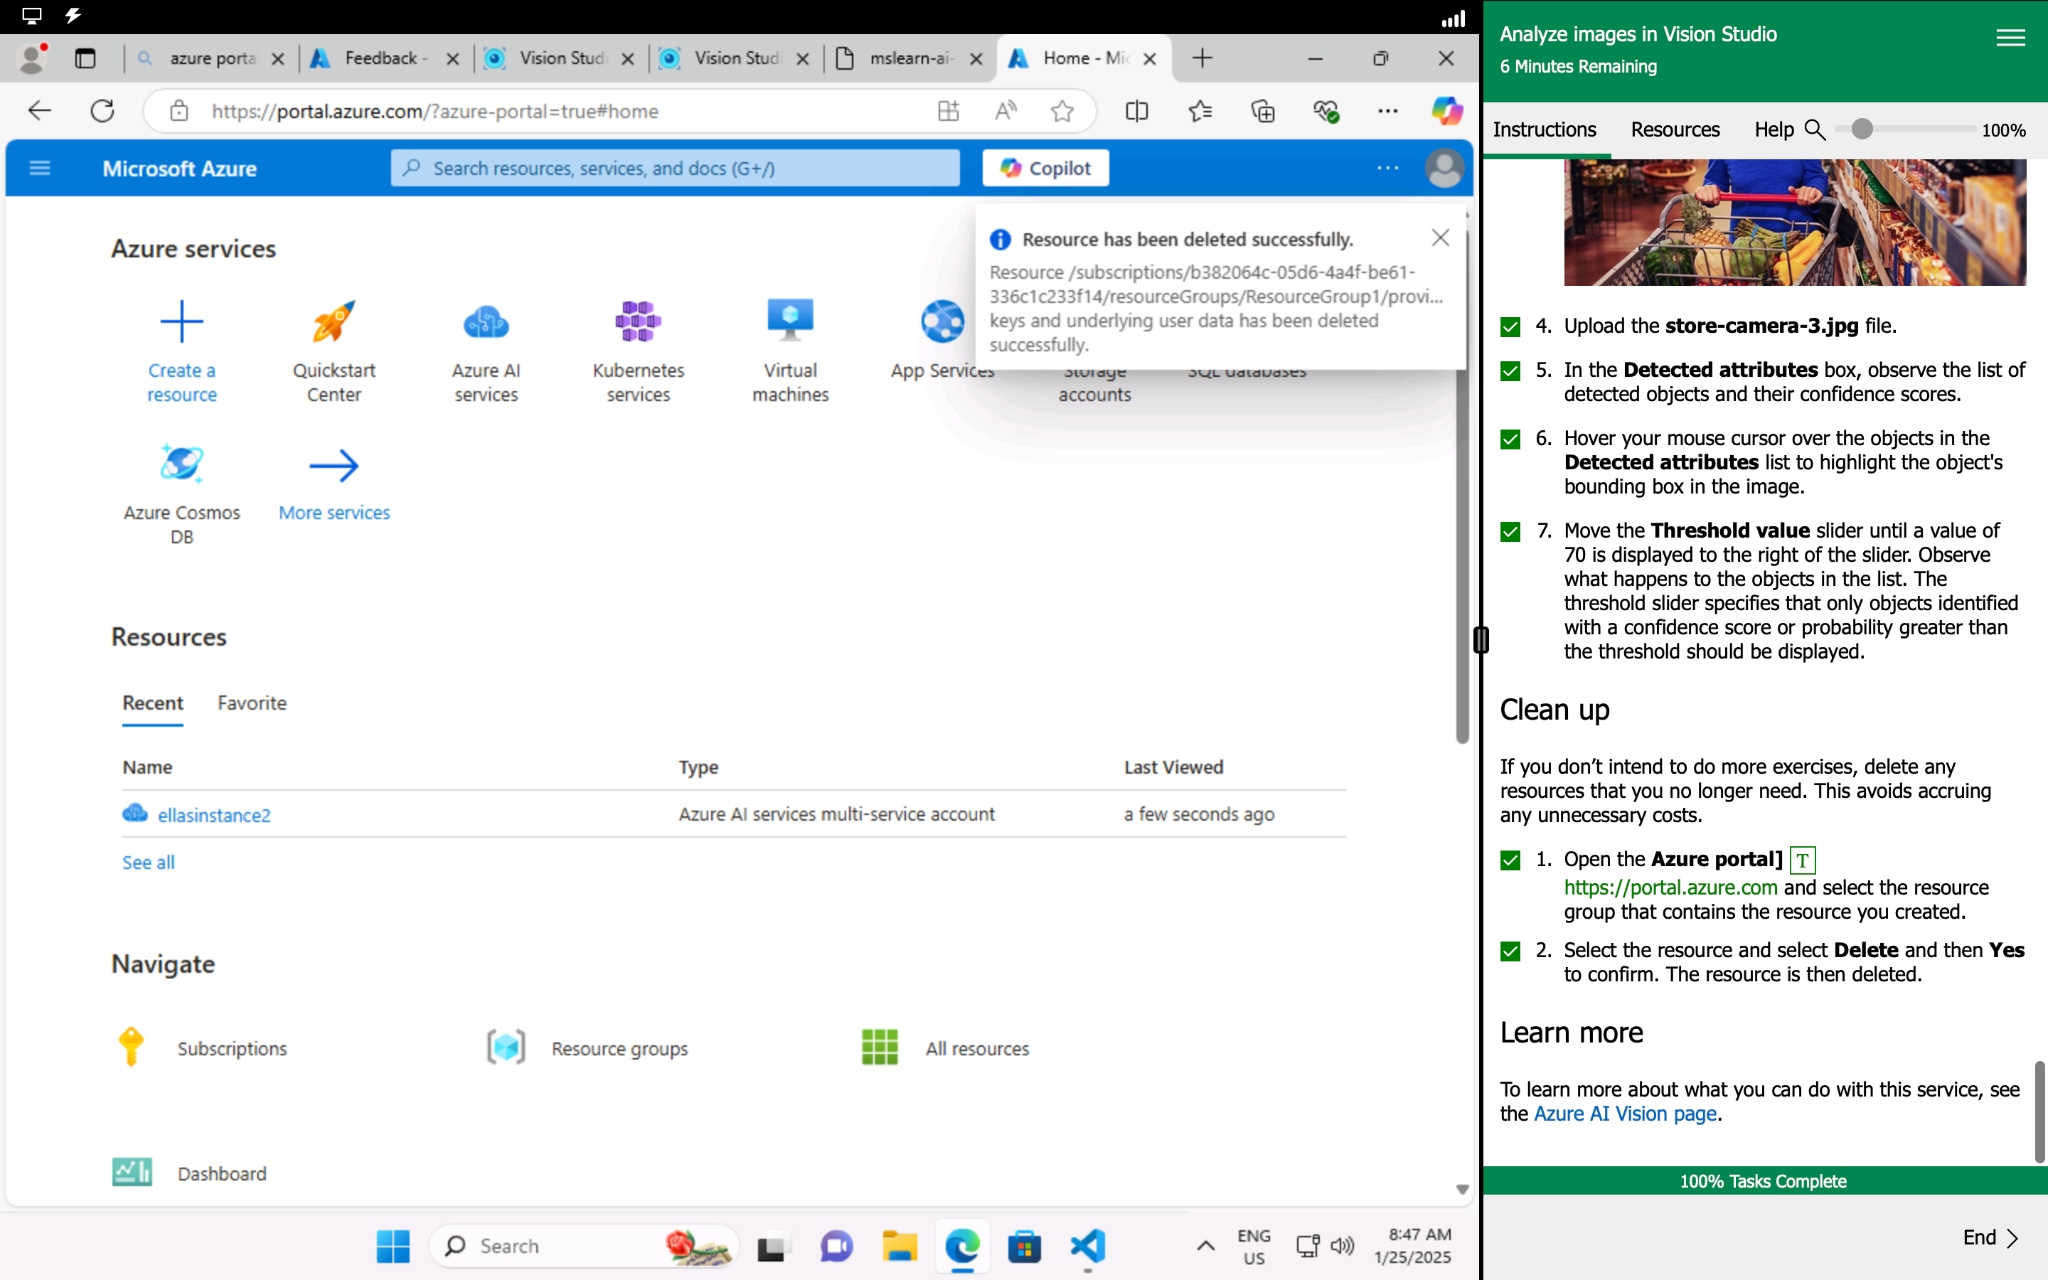 azure porta
Feedback -
Vision Stud
Vision Stud
mslearn-ai-
Home - Mic
https://portal.azure.com/?azure-portal=true#home
Microsoft Azure
Search resources, services, and docs (G+/)
Copilot
Resource has been deleted successfully.
Resource /subscriptions/b382064c-05d6-4a4f-be61-
336c1c233f14/resourceGroups/ResourceGroup1/provi...
keys and underlying user data has been deleted
successfully.
Azure services
Create a
resource
Quickstart
Center
Azure AI
services
Kubernetes
services
Virtual
machines
App Services
Storage
accounts
SQL databases
Azure Cosmos
DB
More services
Resources
Recent
Favorite
Name
Type
Last Viewed
ellasinstance2
Azure AI services multi-service account
a few seconds ago
See all
Navigate
Subscriptions
Resource groups
All resources
Dashboard
Search
ENG
US
8:47 AM
1/25/2025
Analyze images in Vision Studio
6 Minutes Remaining
Instructions
Resources
Help
100%
4. Upload the store-camera-3.jpg file.
5. In the Detected attributes box, observe the list of
detected objects and their confidence scores.
6. Hover your mouse cursor over the objects in the
Detected attributes list to highlight the object's
bounding box in the image.
7. Move the Threshold value slider until a value of
70 is displayed to the right of the slider. Observe
what happens to the objects in the list. The
threshold slider specifies that only objects identified
with a confidence score or probability greater than
the threshold should be displayed.
Clean up
If you don’t intend to do more exercises, delete any
resources that you no longer need. This avoids accruing
any unnecessary costs.
1. Open the Azure portal] T
https://portal.azure.com and select the resource
group that contains the resource you created.
2. Select the resource and select Delete and then Yes
to confirm. The resource is then deleted.
Learn more
To learn more about what you can do with this service, see
the Azure AI Vision page.
100% Tasks Complete
End